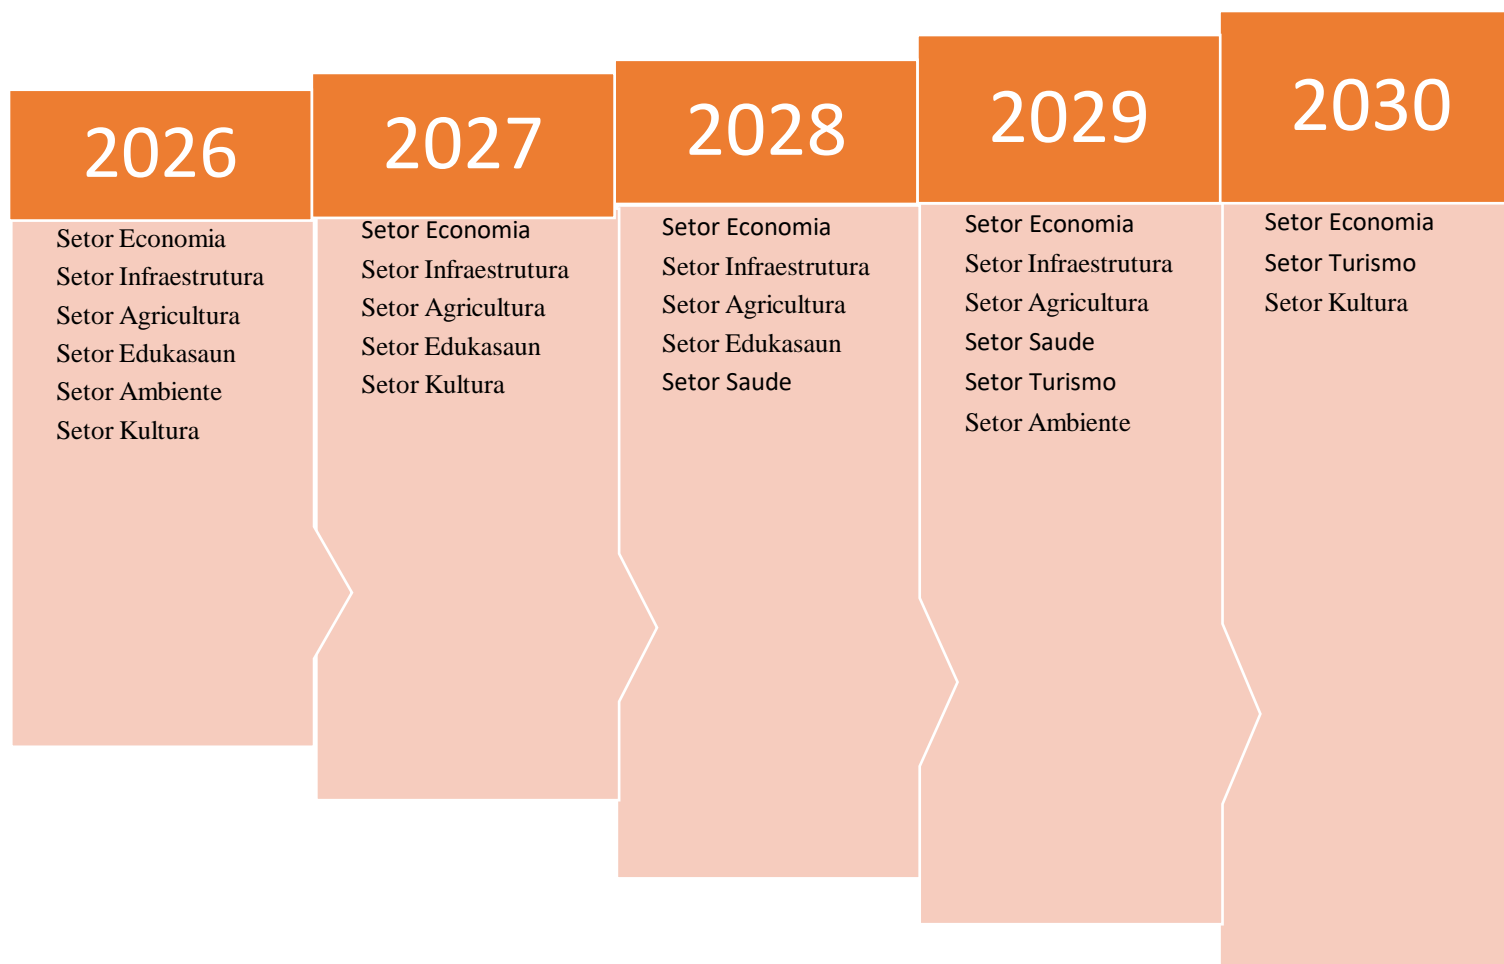 2026
Setor Economia
Setor Infraestrutura
Setor Agricultura
Setor Edukasaun
Setor Ambiente
Setor Kultura
2027
Setor Economia
Setor Infraestrutura
Setor Agricultura
Setor Edukasaun
Setor Kultura
2028
Setor Economia
Setor Infraestrutura
Setor Agricultura
Setor Edukasaun
Setor Saude
2029
Setor Economia
Setor Infraestrutura
Setor Agricultura
Setor Saude
Setor Turismo
Setor Ambiente
2030
Setor Economia
Setor Turismo
Setor Kultura